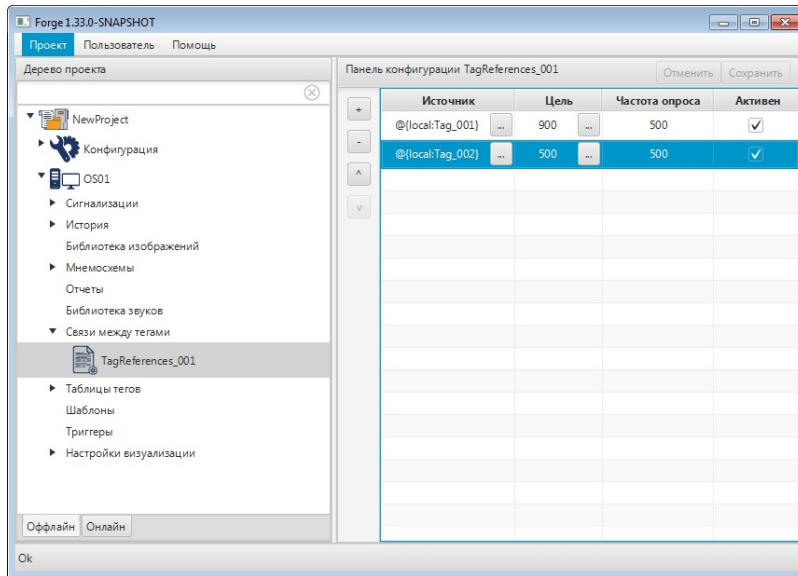 Forge 1.33.0-SNAPSHOT
Проект Пользователь Помощь
Дерево проекта
NewProject
Конфигурация
OS01
Сигнализации
История
Библиотека изображений
Мнемосхемы
Отчеты
Библиотека звуков
Связи между тегами
TagReferences_001
Таблицы тегов
Шаблоны
Триггеры
Настройки визуализации
Оффлайн Онлайн
Панель конфигурации TagReferences_001 Отменить Сохранить
+
-
^
v
Источник Цель Частота опроса Активен
@{local:Tag_001} ... 900 ... 500
@{local:Tag_002} ... 500 ... 500
Ok